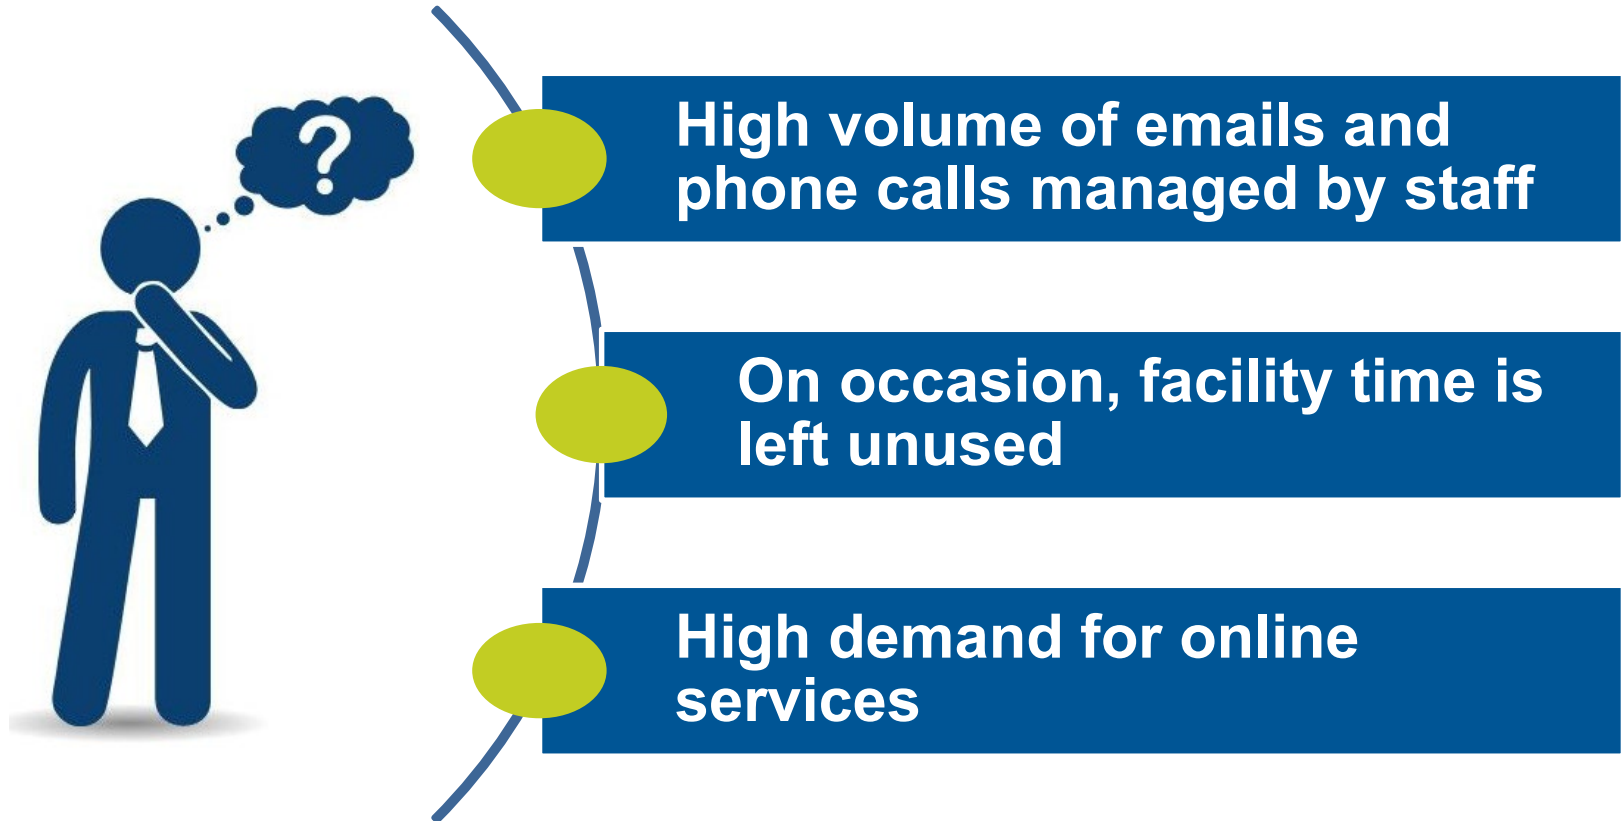 ?
High volume of emails and
phone calls managed by staff
On occasion, facility time is
left unused
High demand for online
services